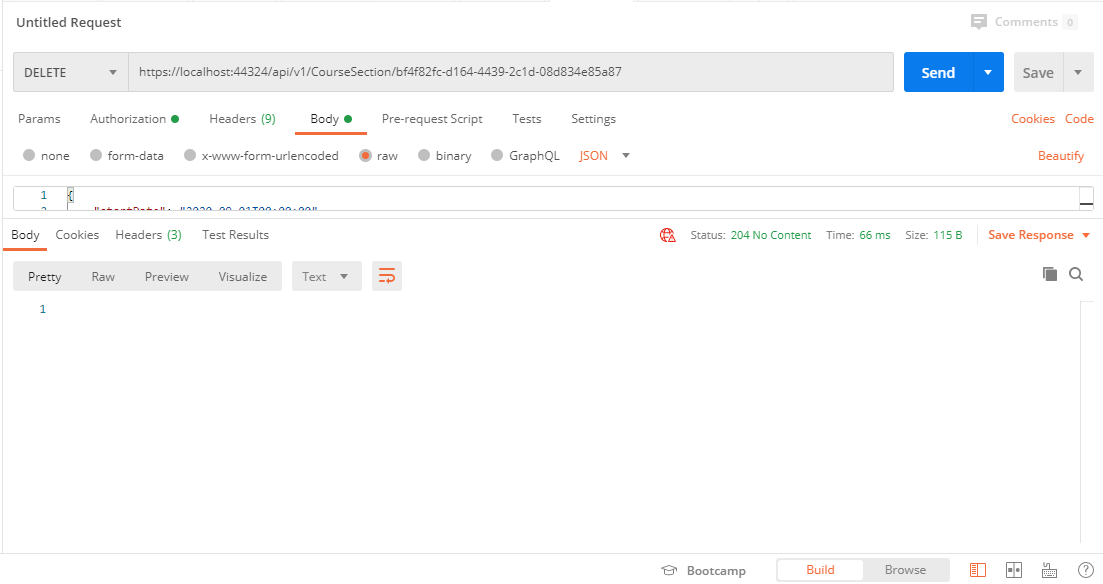 Untitled Request
Comments 0
DELETE https://localhost:44324/api/v1/CourseSection/bf4f82fc-d164-4439-2c1d-08d834e85a87 Send Save
Params Authorization Headers (9) Body Pre-request Script Tests Settings Cookies Code
none form-data x-www-form-urlencoded raw binary GraphQL JSON Beautify
1 {
Body Cookies Headers (3) Test Results Status: 204 No Content Time: 66 ms Size: 115 B Save Response
Pretty Raw Preview Visualize Text
1
Bootcamp Build Browse